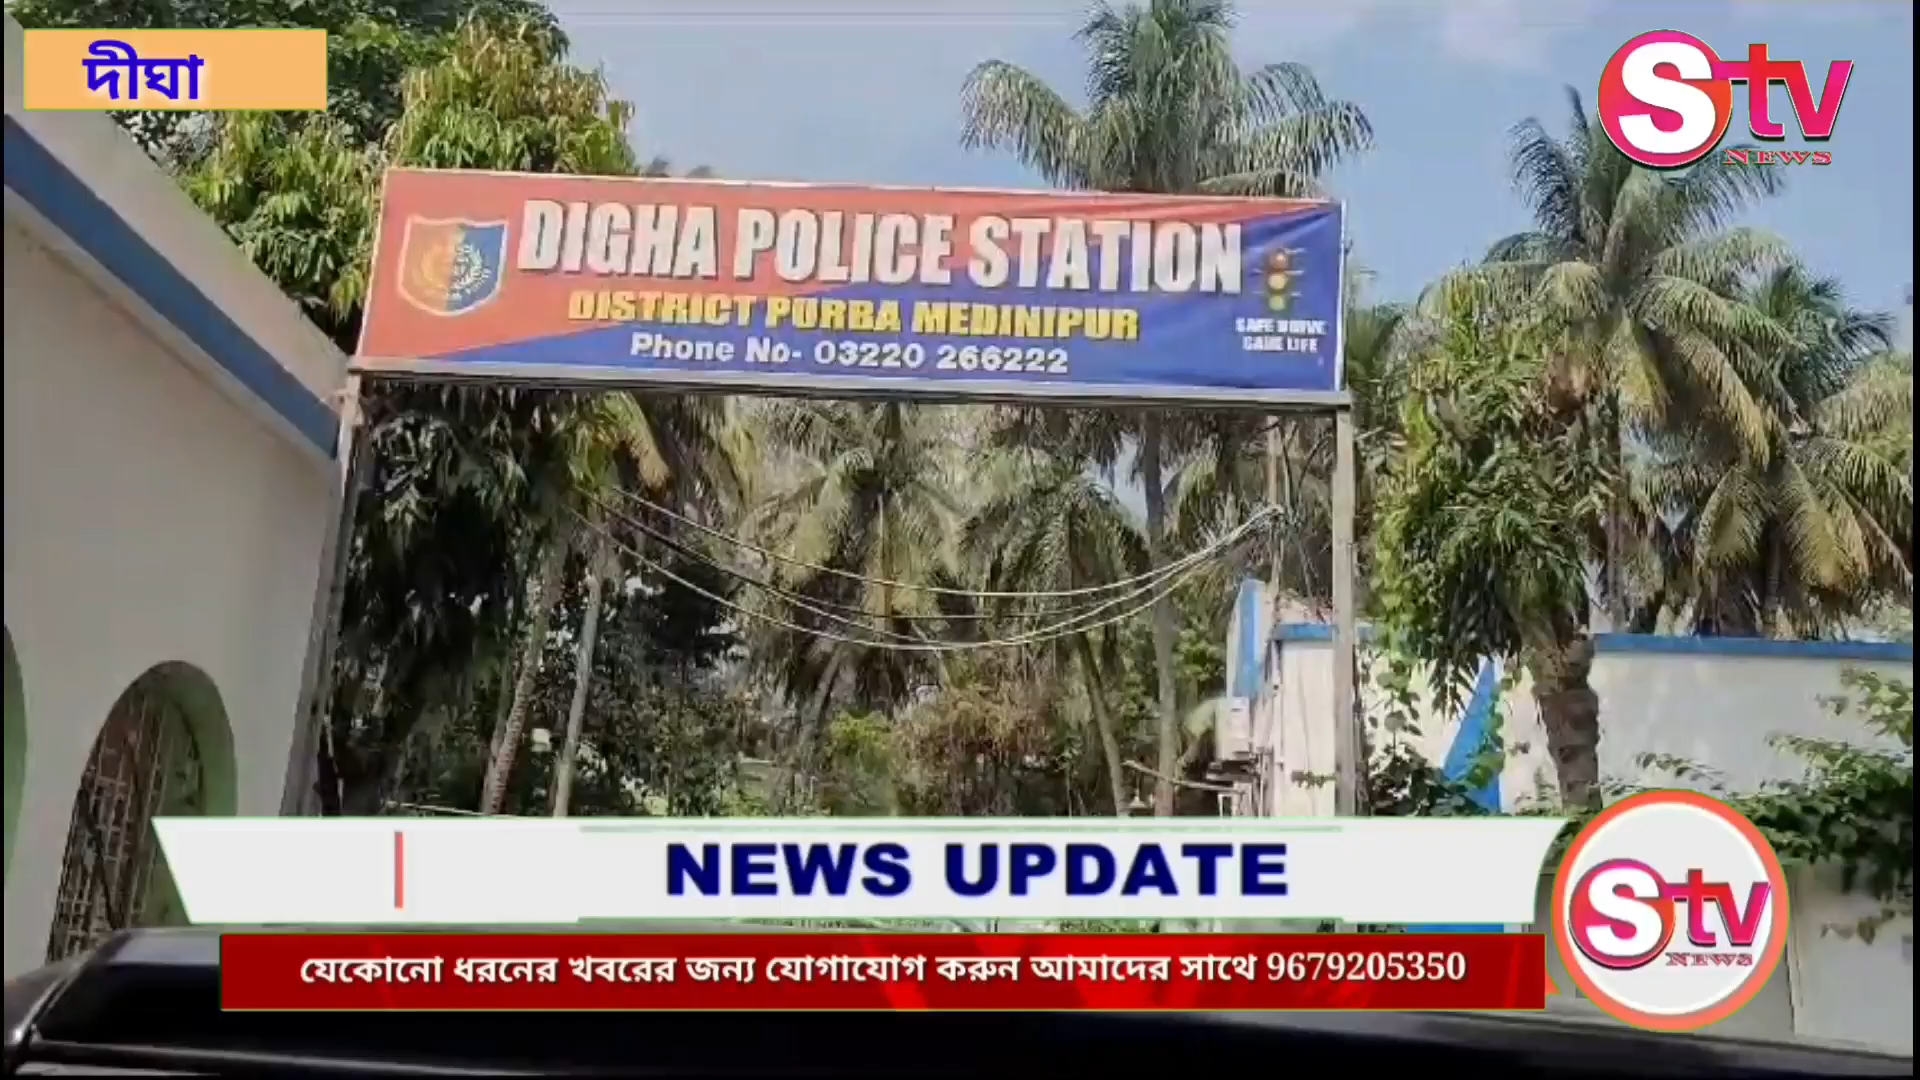 দীঘা
Stv
NEWS
DIGHA POLICE STATION
DISTRICT PURBA MEDINIPUR
Phone No- 03220 266222
SAFE DRIVE
SAVE LIFE
NEWS UPDATE
যেকোনো ধরনের খবরের জন্য যোগাযোগ করুন আমাদের সাথে 9679205350
Stv
NEWS